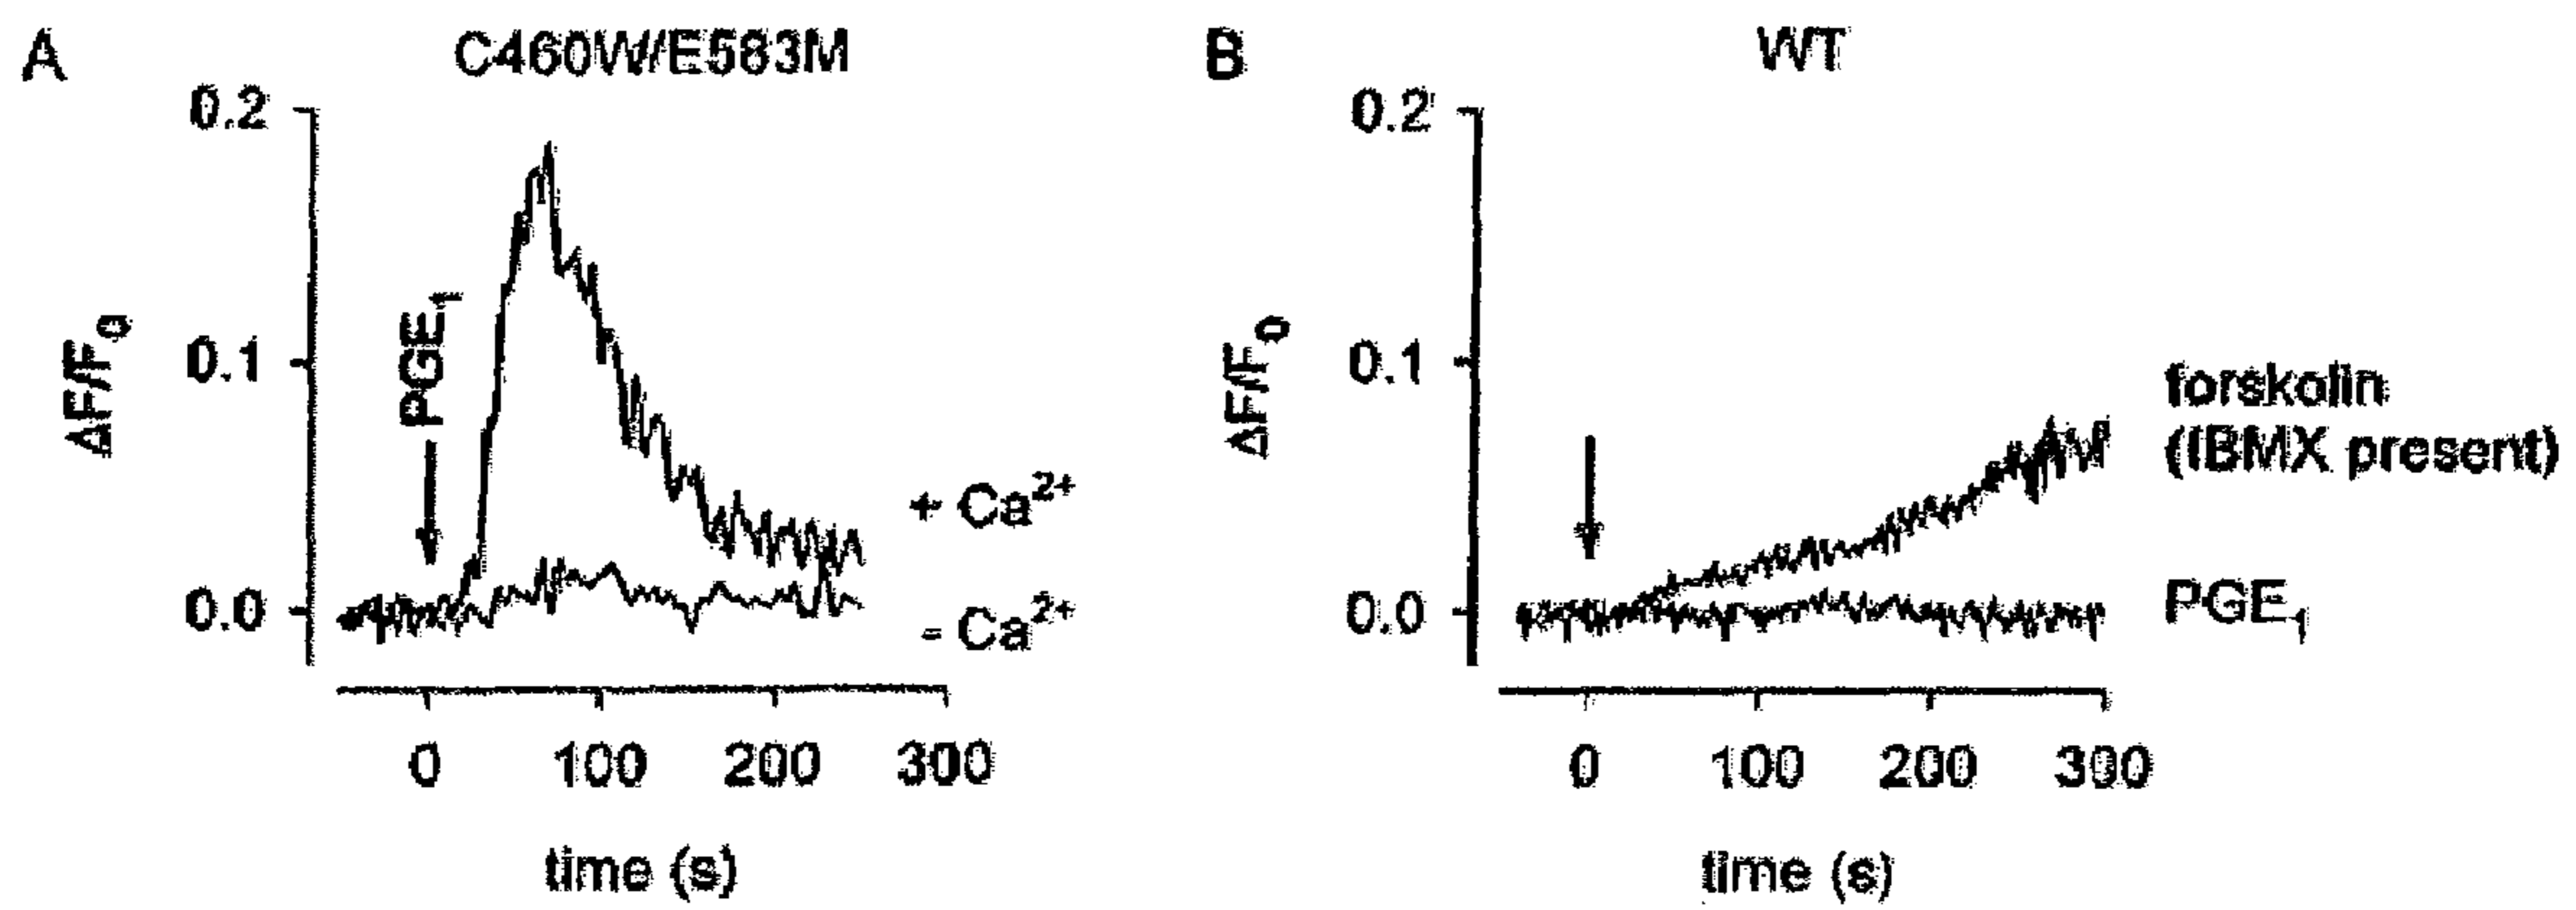 A
C460W/E583M
0.2
0.1
0.0
ΔF/F0
PGE1
+ Ca2+
- Ca2+
0 100 200 300
time (s)
B
WT
0.2
0.1
0.0
ΔF/F0
forskolin
(IBMX present)
PGE1
0 100 200 300
time (s)